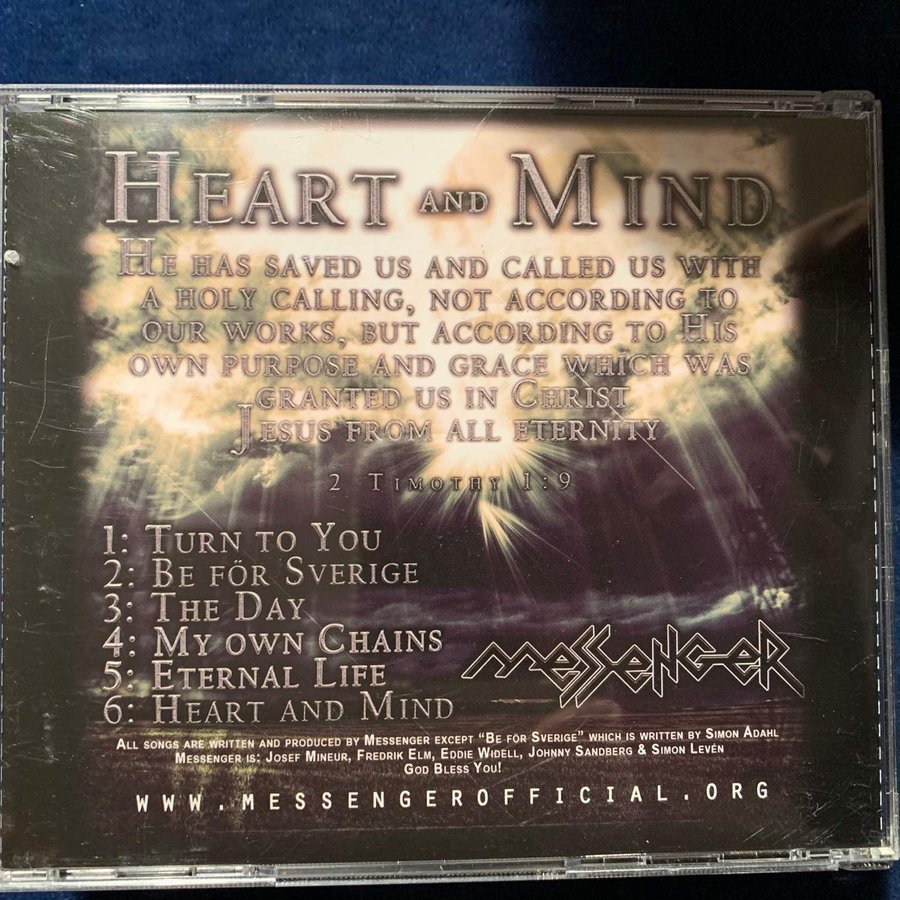 Heart and Mind
He has saved us and called us with
a holy calling, not according to
our works, but according to His
own purpose and grace which was
granted us in Christ
Jesus from all eternity
2 Timothy 1:9
1: Turn to You
2: Be för Sverige
3: The Day
4: My own Chains
5: Eternal Life
6: Heart and Mind
Messenger
All songs are written and produced by Messenger except "Be för Sverige" which is written by Simon Adahl
Messenger is: Josef Mineur, Fredrik Elm, Eddie Widell, Johnny Sandberg & Simon Levén
God Bless You!
WWW.MESSENGEROFFICIAL.ORG